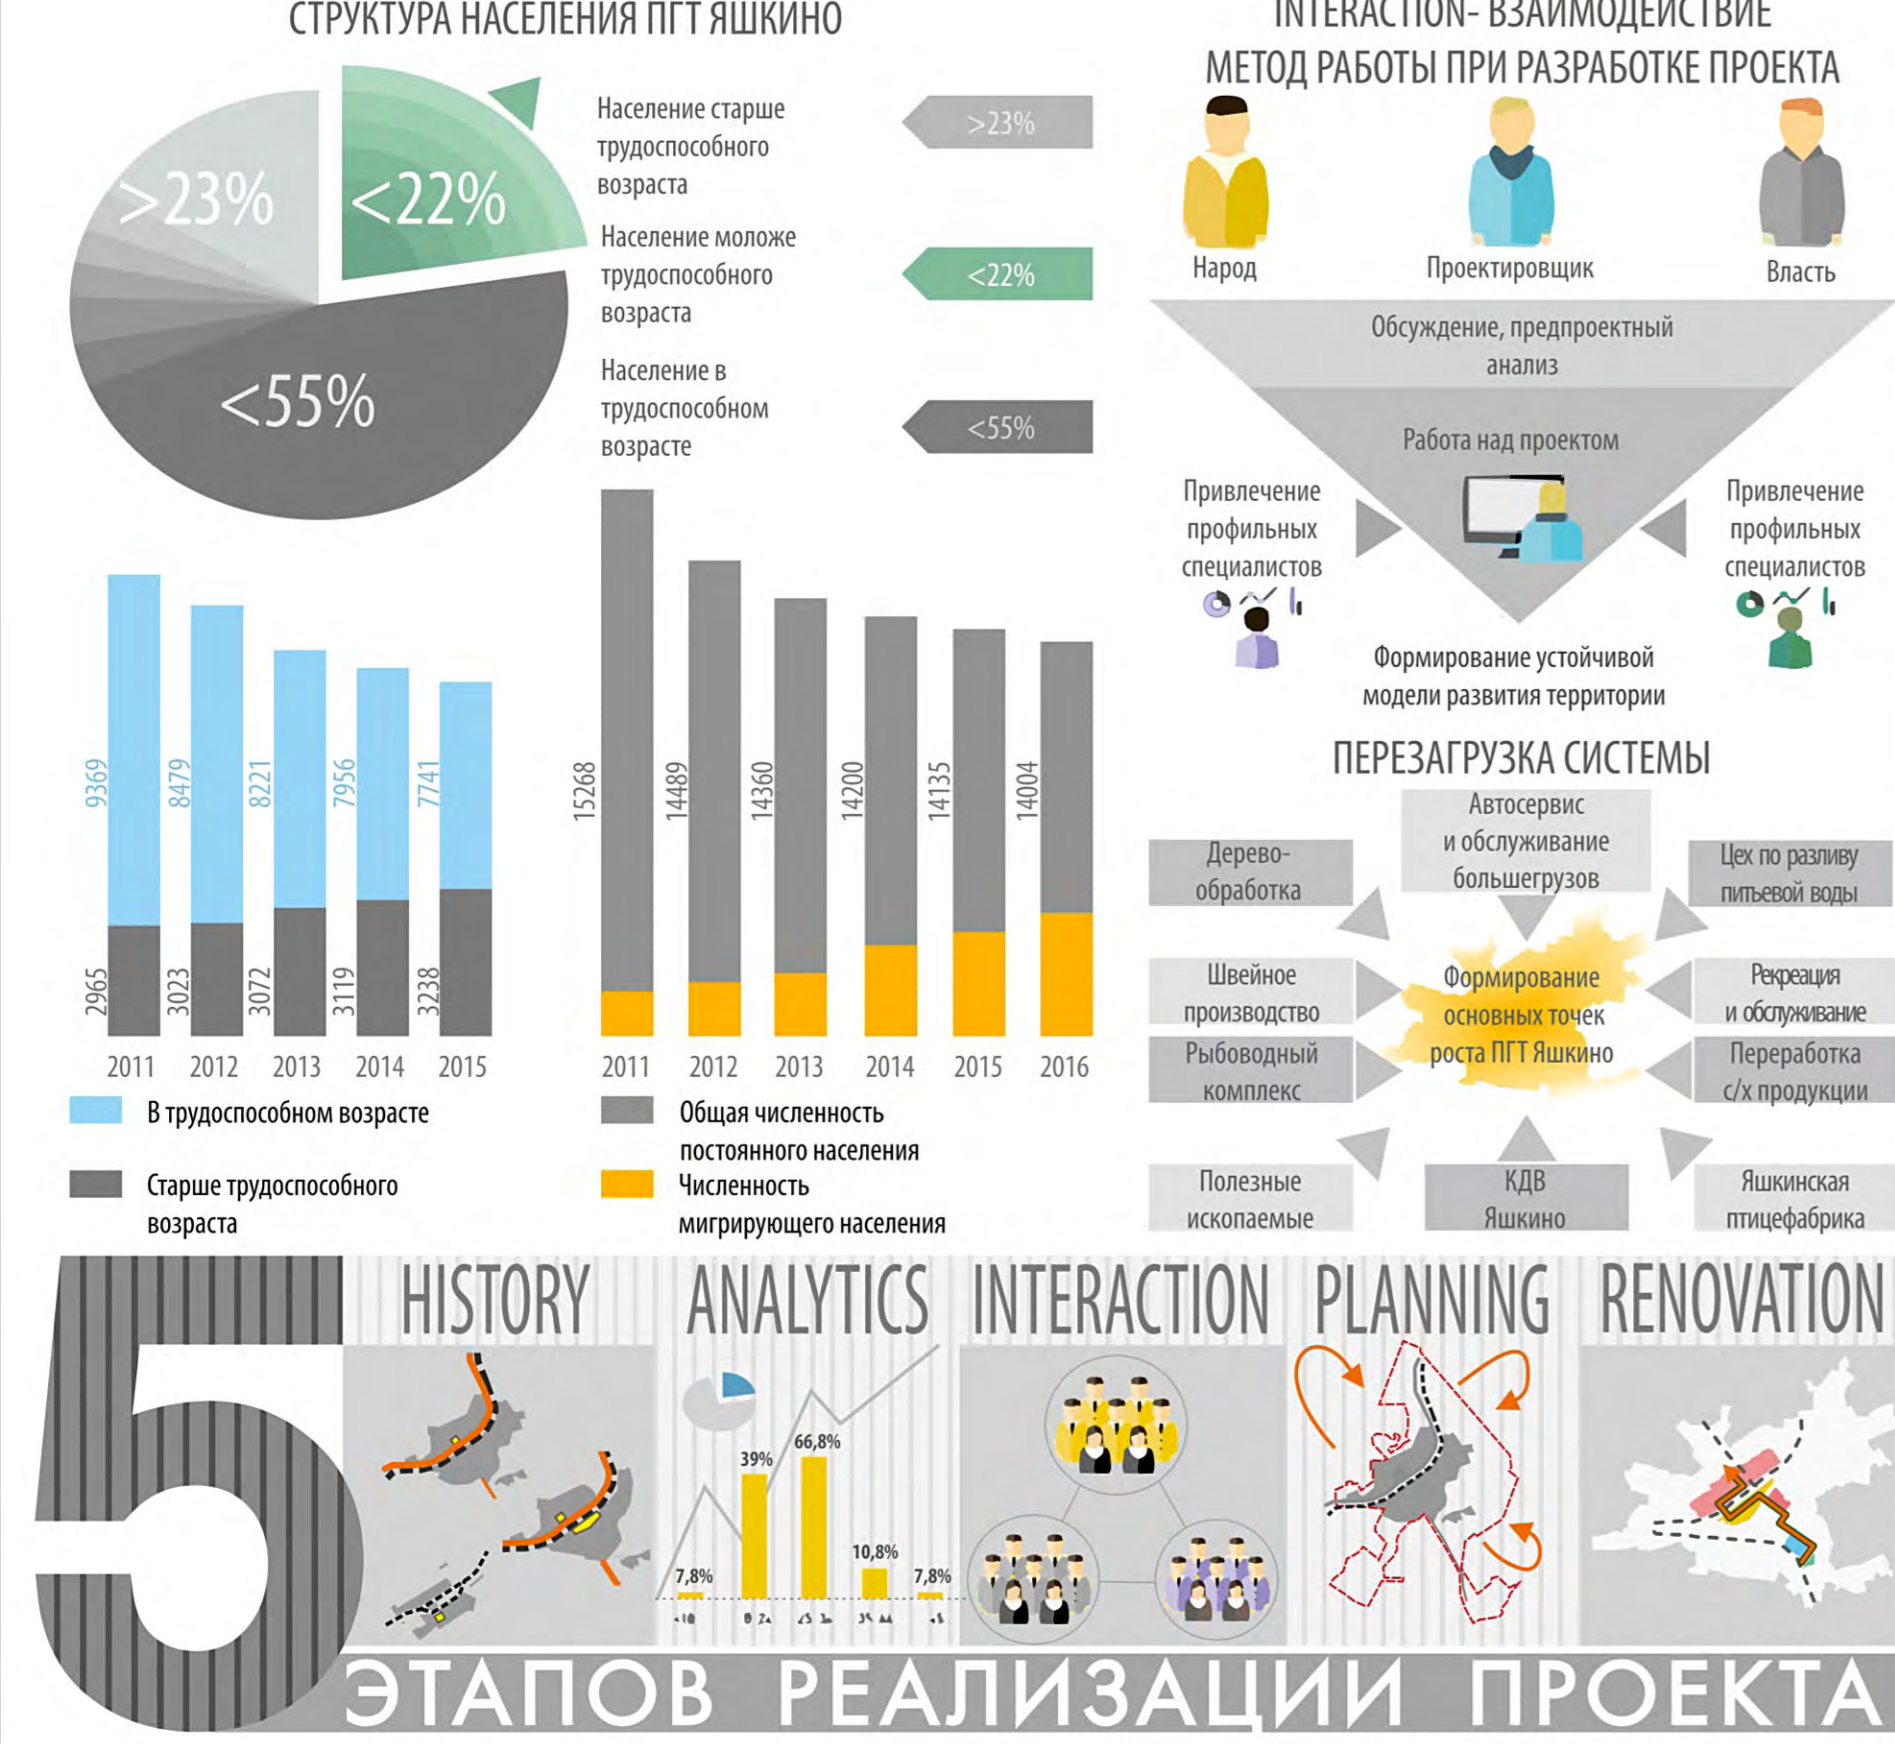 СТРУКТУРА НАСЕЛЕНИЯ ПГТ ЯШКИНО
>23%
<22%
<55%
Население старше
трудоспособного
возраста
>23%
Население моложе
трудоспособного
возраста
<22%
Население в
трудоспособном
возрасте
<55%
9369
8479
8221
7956
7741
2965
3023
3072
3119
3238
2011
2012
2013
2014
2015
В трудоспособном возрасте
Старше трудоспособного
возраста
15268
14489
14360
14200
14135
14004
2011
2012
2013
2014
2015
2016
Общая численность
постоянного населения
Численность
мигрирующего населения
INTERACTION- ВЗАИМОДЕЙСТВИЕ
МЕТОД РАБОТЫ ПРИ РАЗРАБОТКЕ ПРОЕКТА
Народ
Проектировщик
Власть
Обсуждение, предпроектный
анализ
Работа над проектом
Привлечение
профильных
специалистов
Привлечение
профильных
специалистов
Формирование устойчивой
модели развития территории
ПЕРЕЗАГРУЗКА СИСТЕМЫ
Автосервис
и обслуживание
большегрузов
Дерево-
обработка
Цех по разливу
питьевой воды
Швейное
производство
Формирование
основных точек
роста ПГТ Яшкино
Рекреация
и обслуживание
Рыбоводный
комплекс
Переработка
с/х продукции
Полезные
ископаемые
КДВ
Яшкино
Яшкинская
птицефабрика
5
HISTORY
ANALYTICS
INTERACTION
PLANNING
RENOVATION
7,8%
39%
66,8%
10,8%
7,8%
ЭТАПОВ РЕАЛИЗАЦИИ ПРОЕКТА